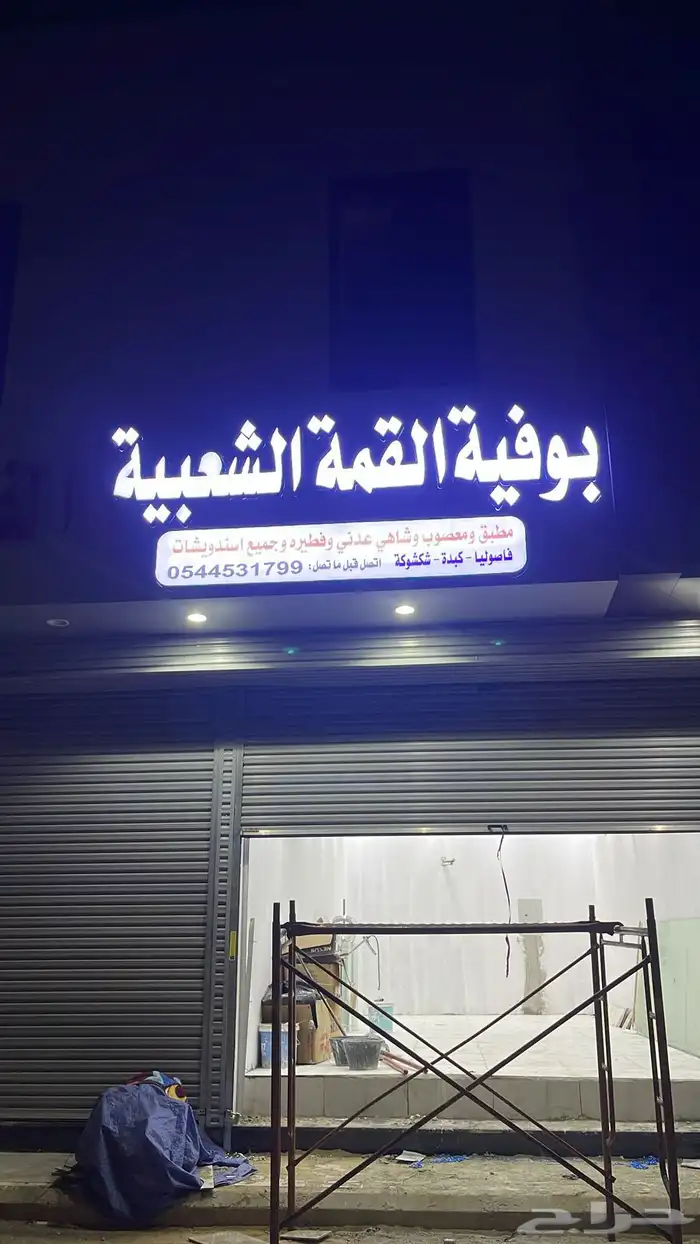 بوفية القمة الشعبية
مطبق ومعصوب وشاهي عدني وفطيره وجميع اسندويشات
فاصوليا - كبدة - شكشوكة اتصل قبل ما تصل: 0544531799
حراج